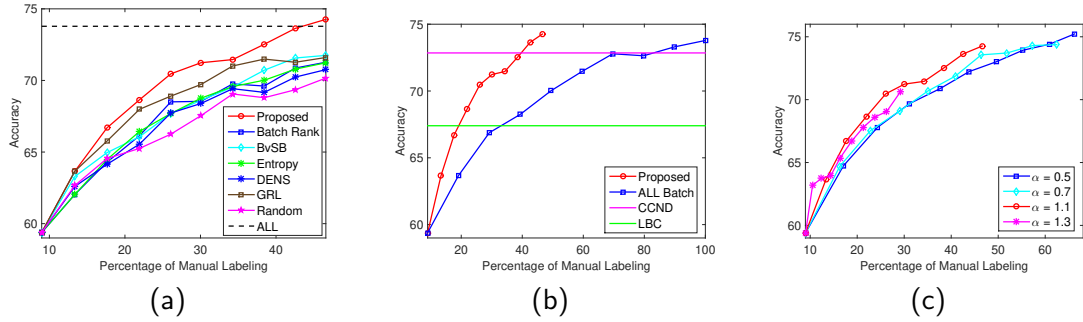 75
70
65
60
Accuracy
10 20 30 40
Percentage of Manual Labeling
Proposed
Batch Rank
BvSB
Entropy
DENS
GRL
Random
ALL
(a)
75
70
65
60
Accuracy
20 40 60 80 100
Percentage of Manual Labeling
Proposed
ALL Batch
CCND
LBC
(b)
75
70
65
60
Accuracy
10 20 30 40 50 60
Percentage of Manual Labeling
α = 0.5
α = 0.7
α = 1.1
α = 1.3
(c)